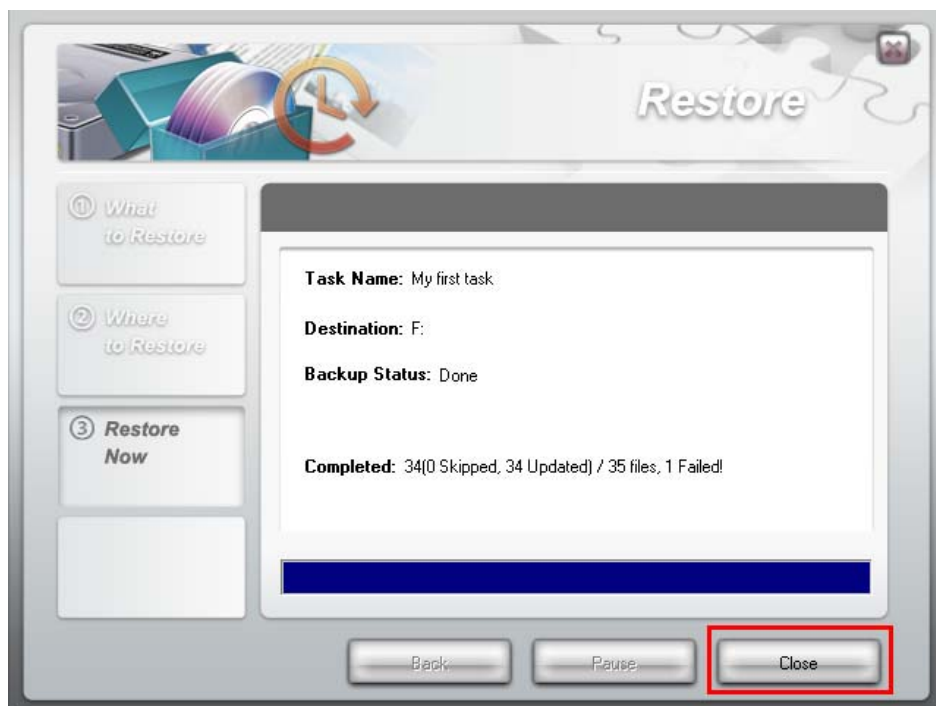 Restore
① What
to Restore
② Where
to Restore
③ Restore
Now
Task Name: My first task
Destination: F:
Backup Status: Done
Completed: 34(0 Skipped, 34 Updated) / 35 files, 1 Failed!
Back
Pause
Close